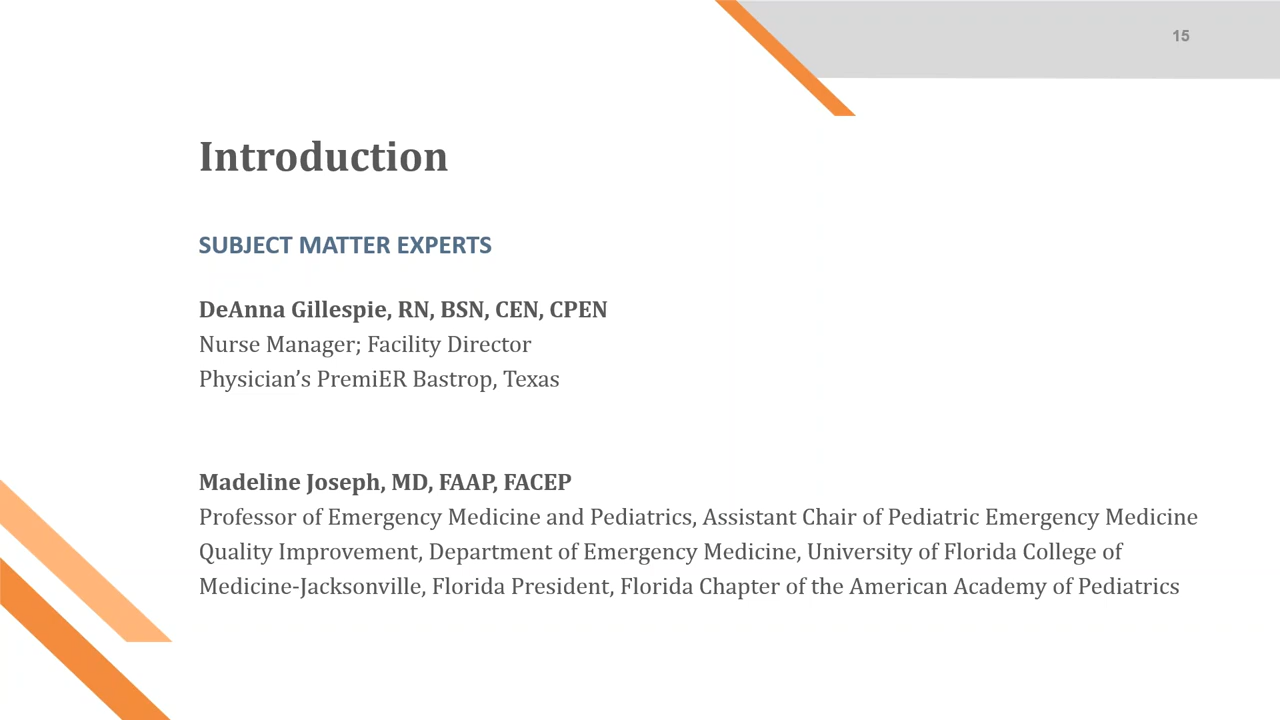 15
Introduction
SUBJECT MATTER EXPERTS
DeAnna Gillespie, RN, BSN, CEN, CPEN
Nurse Manager; Facility Director
Physician’s PremiER Bastrop, Texas
Madeline Joseph, MD, FAAP, FACEP
Professor of Emergency Medicine and Pediatrics, Assistant Chair of Pediatric Emergency Medicine
Quality Improvement, Department of Emergency Medicine, University of Florida College of
Medicine-Jacksonville, Florida President, Florida Chapter of the American Academy of Pediatrics